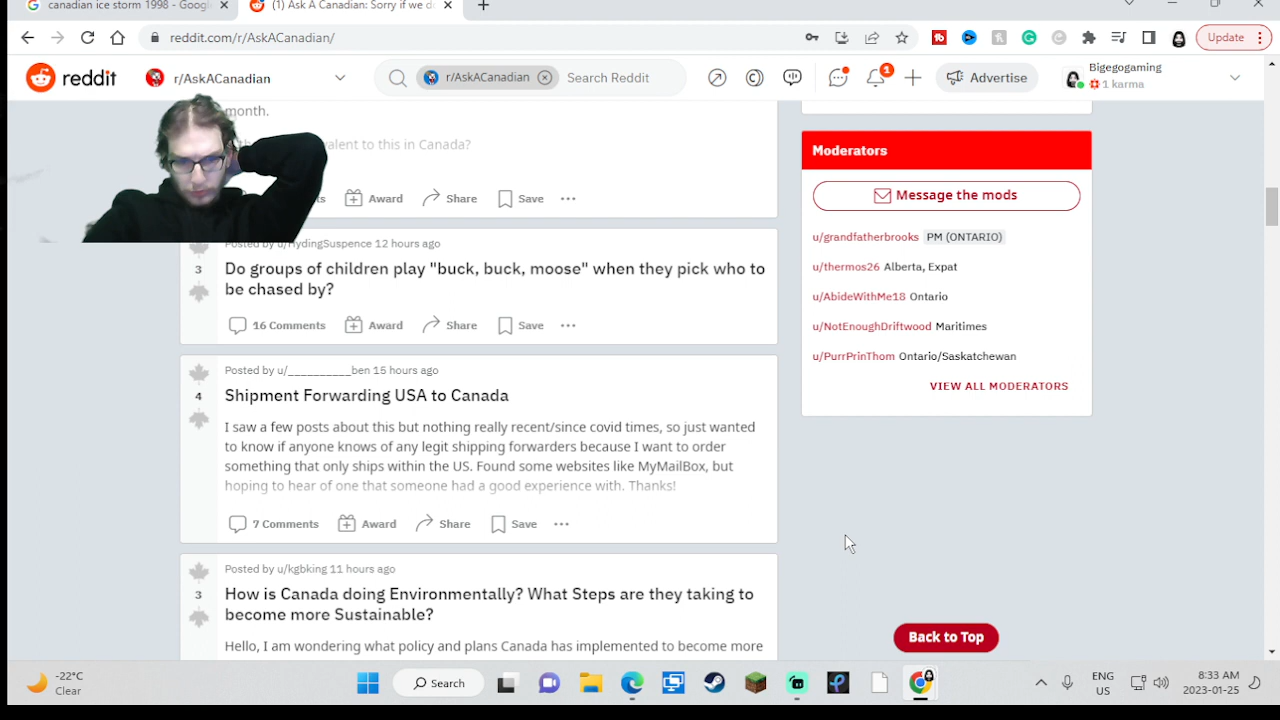 canadian ice storm 1998 - Googl
(1) Ask A Canadian: Sorry if we d
reddit.com/r/AskACanadian/
Update
reddit
r/AskACanadian
r/AskACanadian
Search Reddit
1
Advertise
Bigegogaming
1 karma
month.
valent to this in Canada?
Award
Share
Save
Posted by u/HydingSuspence 12 hours ago
3
Do groups of children play "buck, buck, moose" when they pick who to
be chased by?
16 Comments
Award
Share
Save
Posted by u/__________ben 15 hours ago
4
Shipment Forwarding USA to Canada
I saw a few posts about this but nothing really recent/since covid times, so just wanted
to know if anyone knows of any legit shipping forwarders because I want to order
something that only ships within the US. Found some websites like MyMailBox, but
hoping to hear of one that someone had a good experience with. Thanks!
7 Comments
Award
Share
Save
Posted by u/kgbking 11 hours ago
3
How is Canada doing Environmentally? What Steps are they taking to
become more Sustainable?
Hello, I am wondering what policy and plans Canada has implemented to become more
Moderators
Message the mods
u/grandfatherbrooks PM (ONTARIO)
u/thermos26 Alberta, Expat
u/AbideWithMe18 Ontario
u/NotEnoughDriftwood Maritimes
u/PurrPrinThom Ontario/Saskatchewan
VIEW ALL MODERATORS
Back to Top
-22°C
Clear
Search
ENG
US
8:33 AM
2023-01-25